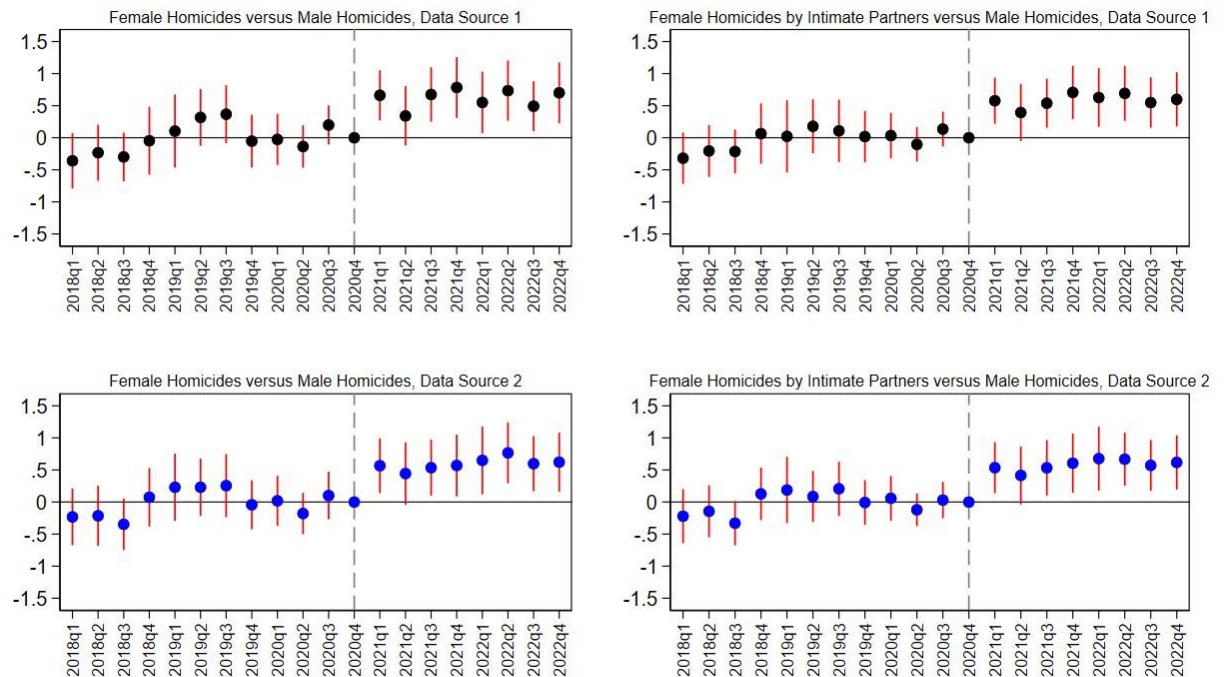 Female Homicides versus Male Homicides, Data Source 1
1.5
1
.5
0
-.5
-1
-1.5
2018q1
2018q2
2018q3
2018q4
2019q1
2019q2
2019q3
2019q4
2020q1
2020q2
2020q3
2020q4
2021q1
2021q2
2021q3
2021q4
2022q1
2022q2
2022q3
2022q4
Female Homicides by Intimate Partners versus Male Homicides, Data Source 1
1.5
1
.5
0
-.5
-1
-1.5
2018q1
2018q2
2018q3
2018q4
2019q1
2019q2
2019q3
2019q4
2020q1
2020q2
2020q3
2020q4
2021q1
2021q2
2021q3
2021q4
2022q1
2022q2
2022q3
2022q4
Female Homicides versus Male Homicides, Data Source 2
1.5
1
.5
0
-.5
-1
-1.5
2018q1
2018q2
2018q3
2018q4
2019q1
2019q2
2019q3
2019q4
2020q1
2020q2
2020q3
2020q4
2021q1
2021q2
2021q3
2021q4
2022q1
2022q2
2022q3
2022q4
Female Homicides by Intimate Partners versus Male Homicides, Data Source 2
1.5
1
.5
0
-.5
-1
-1.5
2018q1
2018q2
2018q3
2018q4
2019q1
2019q2
2019q3
2019q4
2020q1
2020q2
2020q3
2020q4
2021q1
2021q2
2021q3
2021q4
2022q1
2022q2
2022q3
2022q4